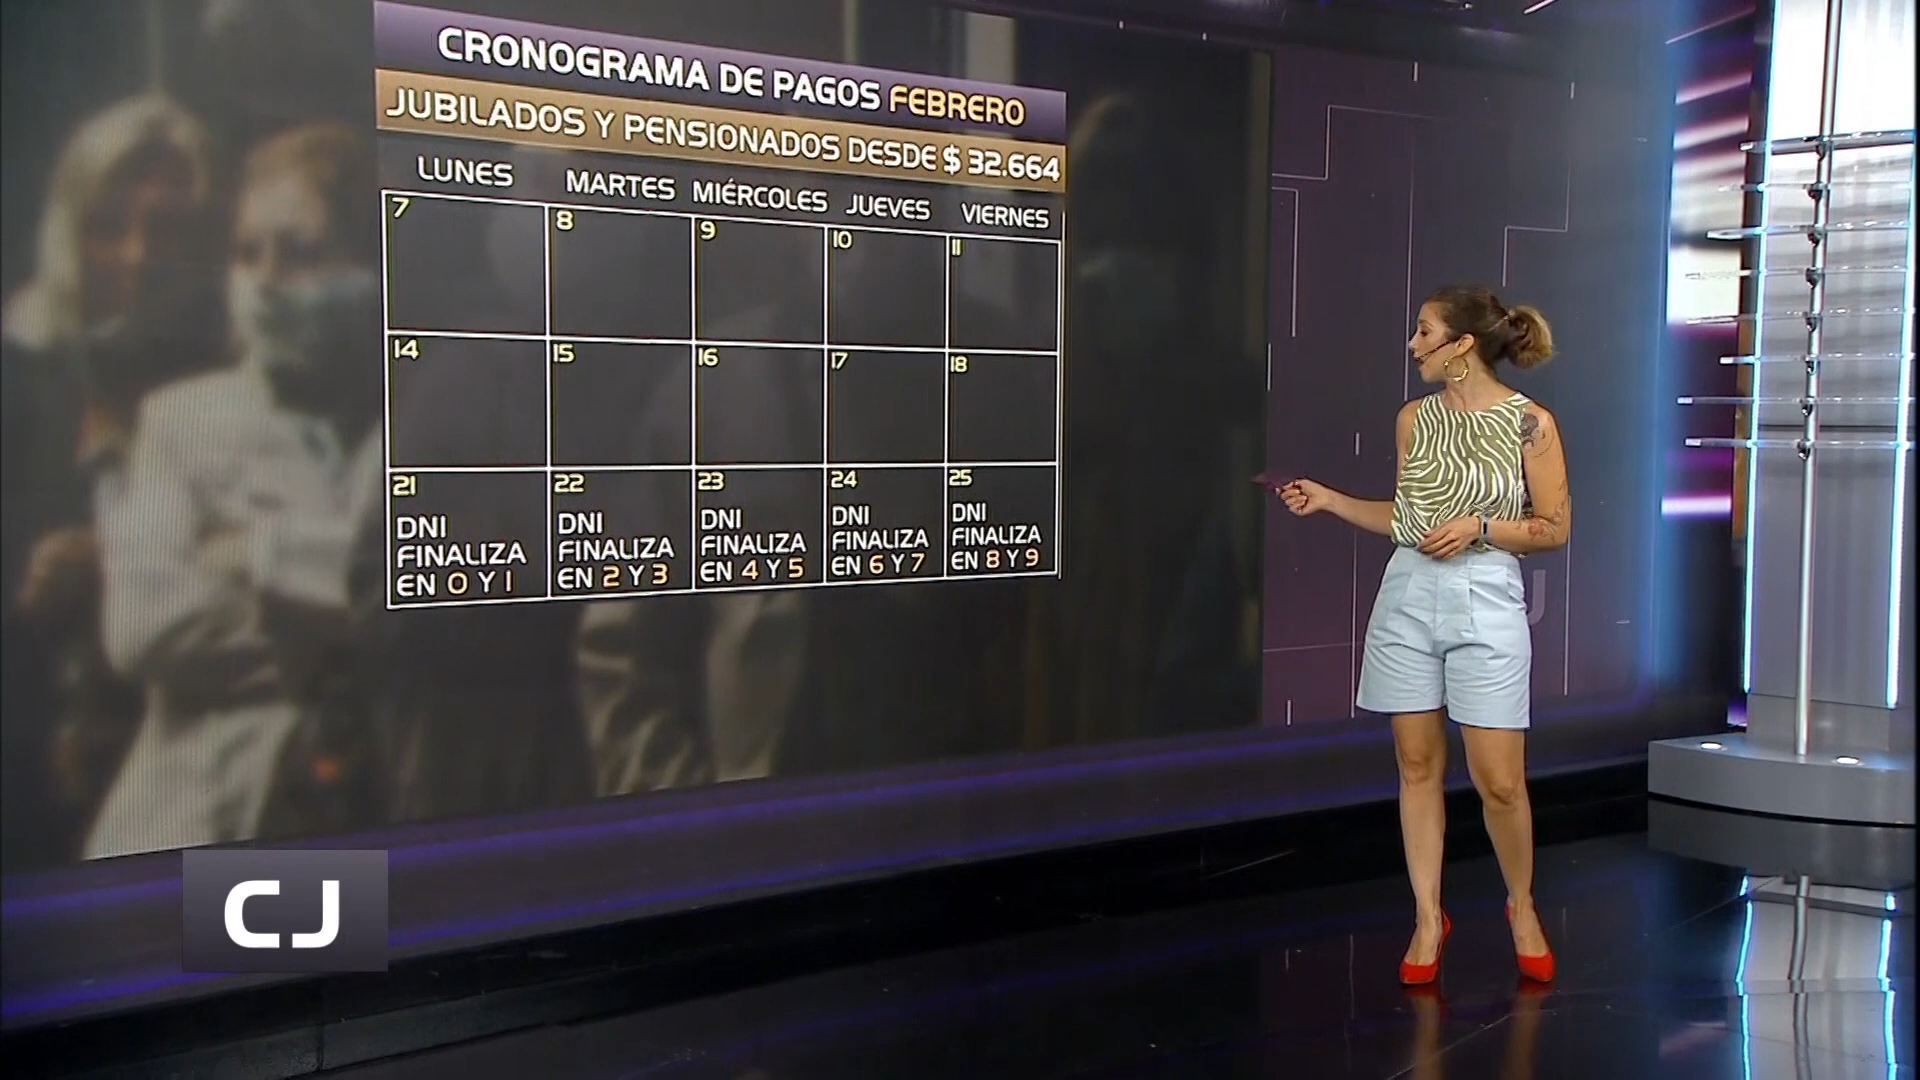 CRONOGRAMA DE PAGOS FEBRERO
JUBILADOS Y PENSIONADOS DESDE $ 32.664
LUNES MARTES MIÉRCOLES JUEVES VIERNES
7 8 9 10 11
14 15 16 17 18
21 22 23 24 25
DNI FINALIZA EN 0 Y 1
DNI FINALIZA EN 2 Y 3
DNI FINALIZA EN 4 Y 5
DNI FINALIZA EN 6 Y 7
DNI FINALIZA EN 8 Y 9
CJ